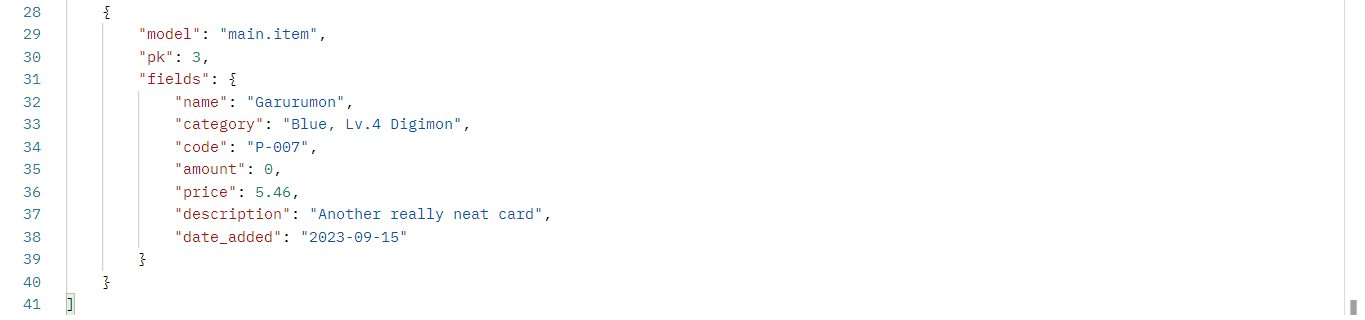 28 {
29 "model": "main.item",
30 "pk": 3,
31 "fields": {
32 "name": "Garurumon",
33 "category": "Blue, Lv.4 Digimon",
34 "code": "P-007",
35 "amount": 0,
36 "price": 5.46,
37 "description": "Another really neat card",
38 "date_added": "2023-09-15"
39 }
40 }
41 ]